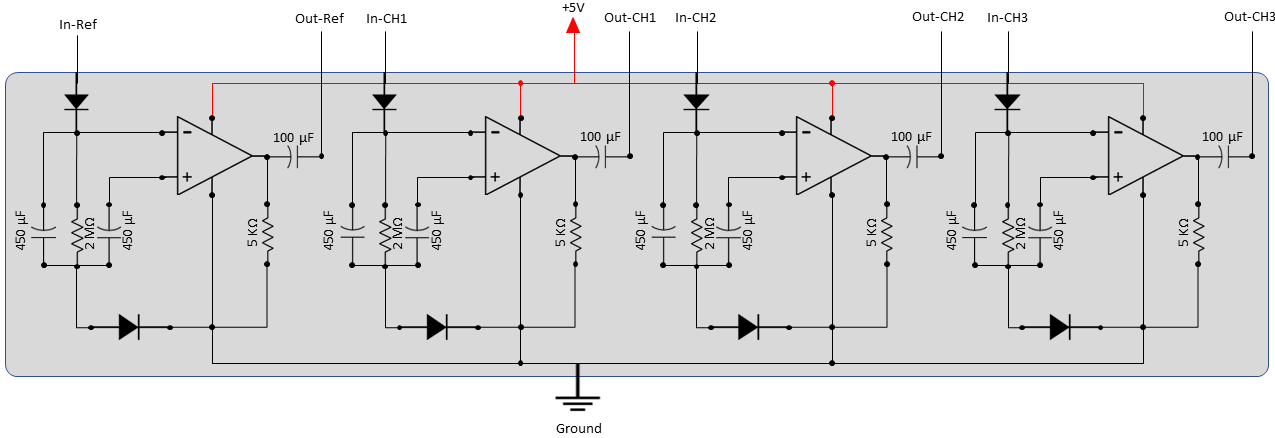 +5V
In-Ref
Out-Ref
In-CH1
Out-CH1
In-CH2
Out-CH2
In-CH3
Out-CH3
100 µF
100 µF
100 µF
100 µF
-
+
-
+
-
+
-
+
450 µF
2 MΩ
450 µF
5 KΩ
450 µF
2 MΩ
450 µF
5 KΩ
450 µF
2 MΩ
450 µF
5 KΩ
450 µF
2 MΩ
450 µF
5 KΩ
Ground